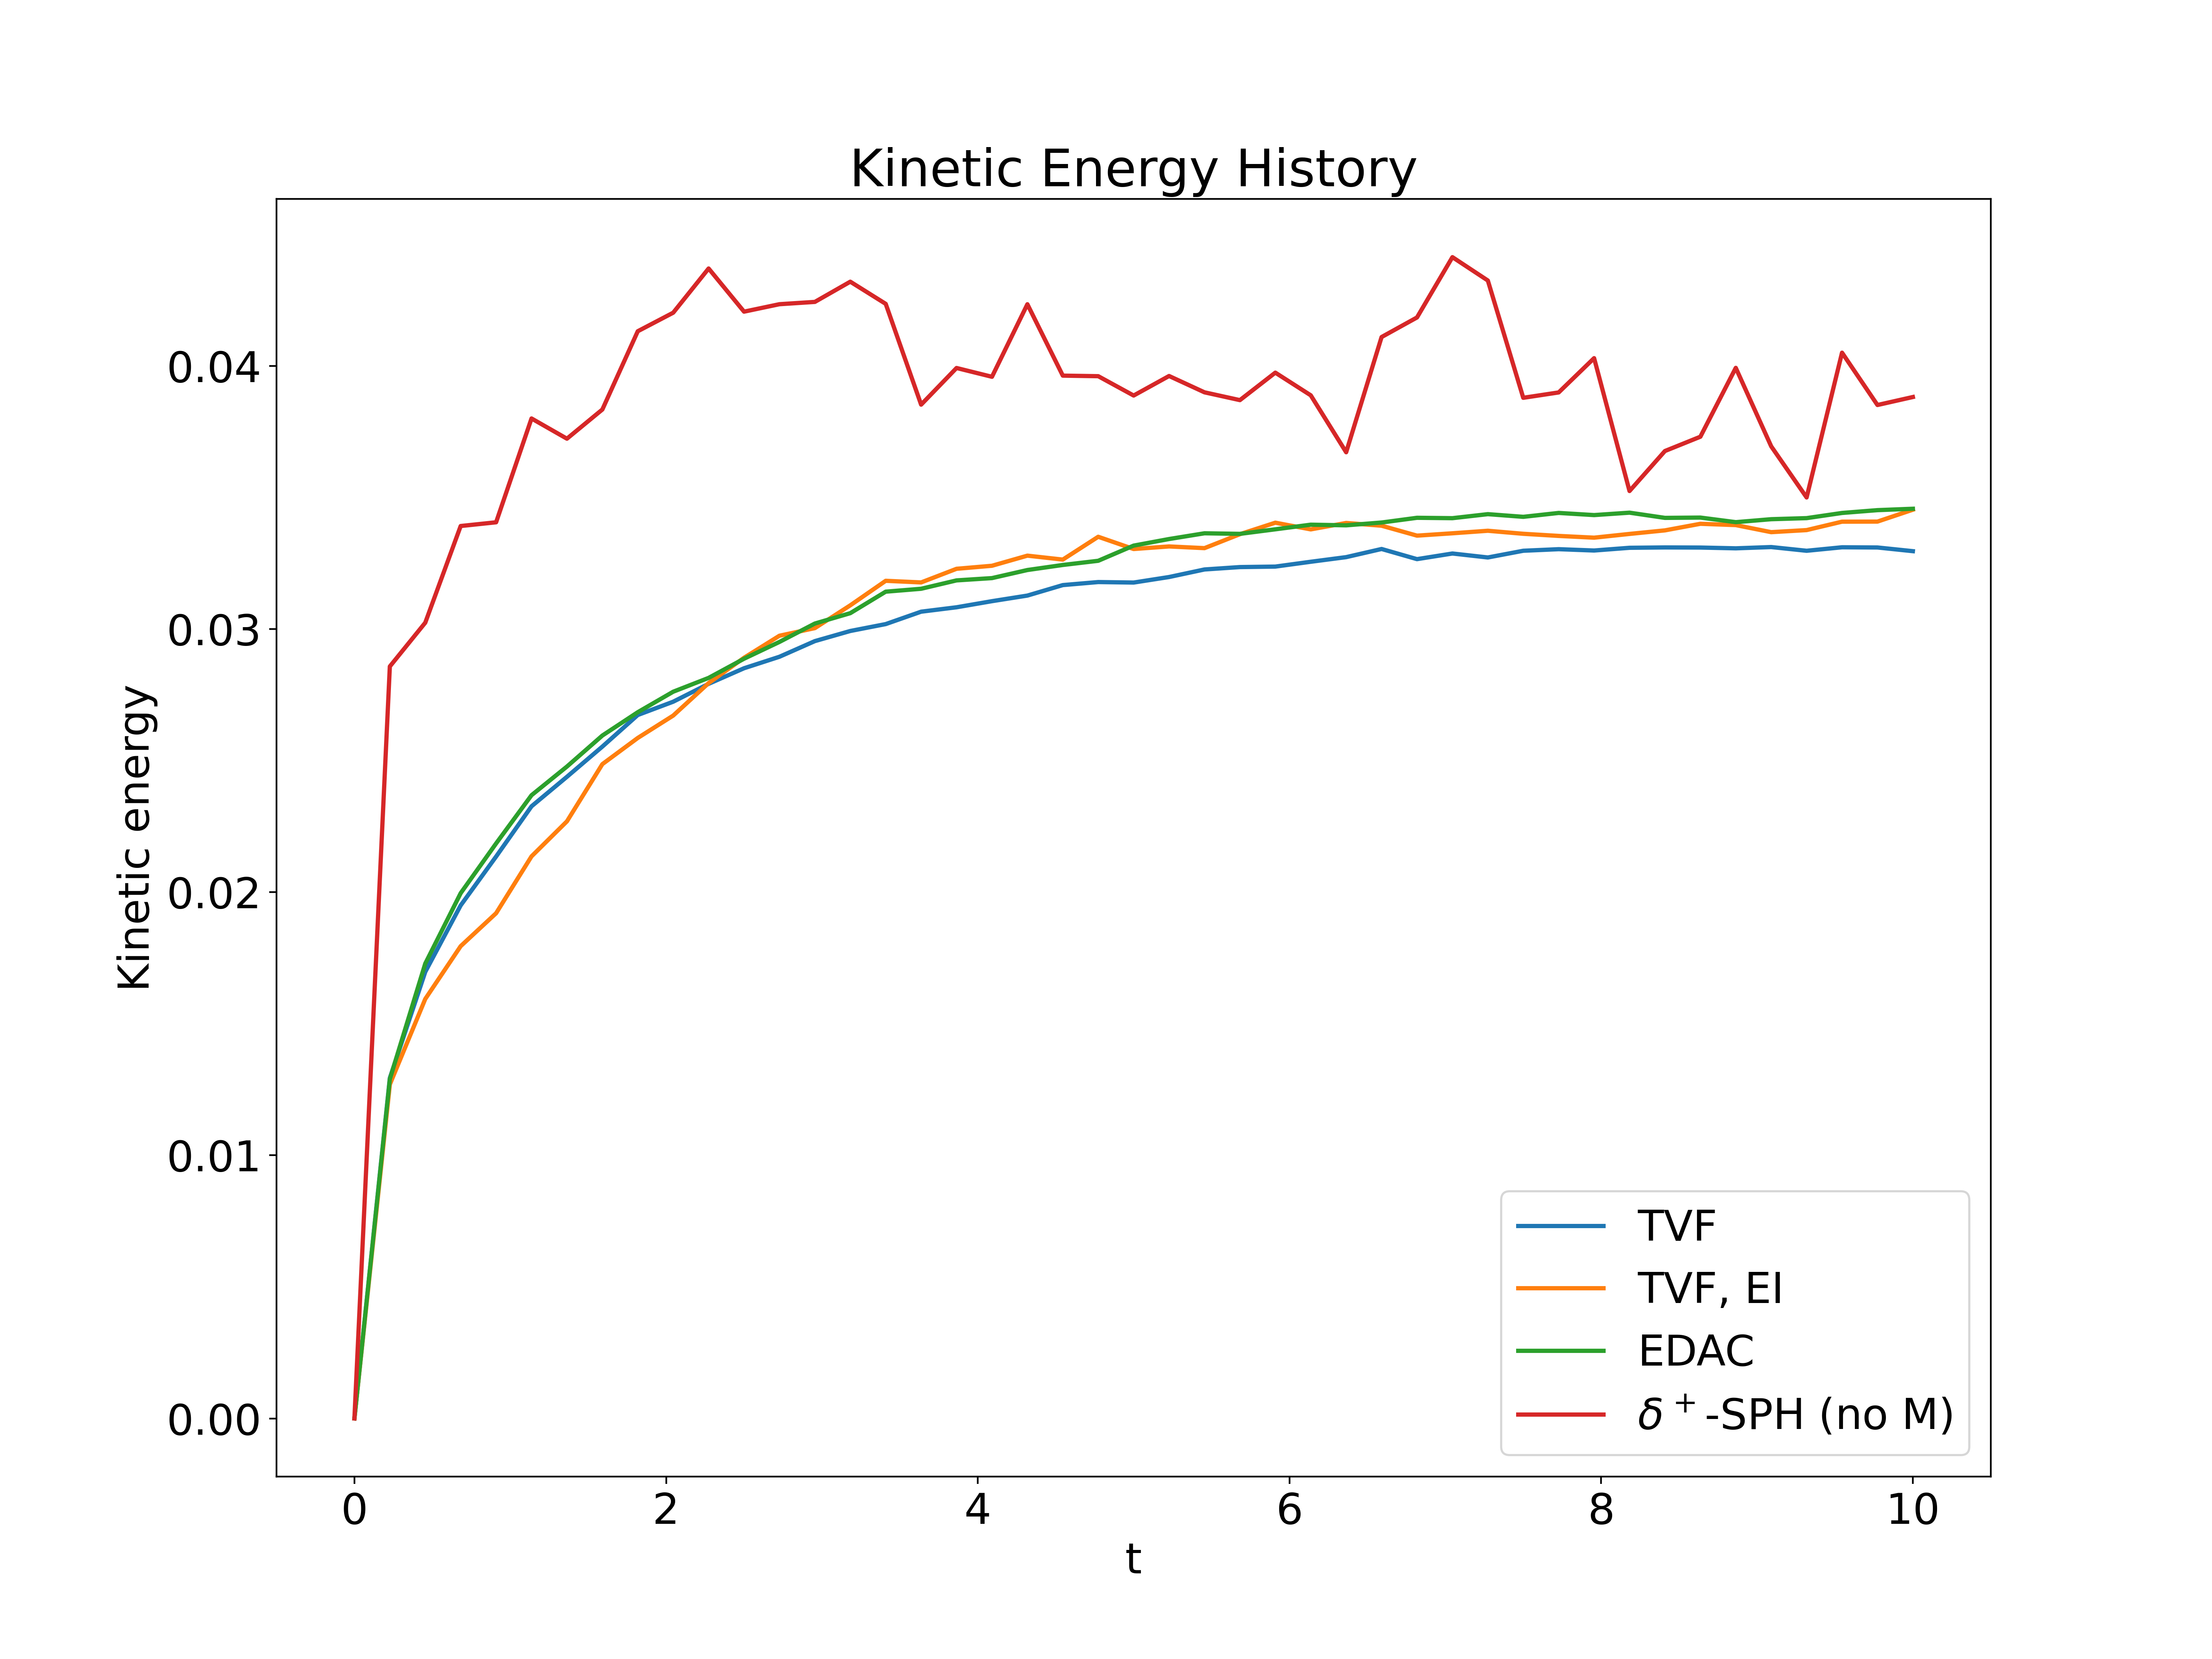 Kinetic Energy History
Kinetic energy
0.04
0.03
0.02
0.01
0.00
0 2 4 6 8 10
t
TVF
TVF, EI
EDAC
δ⁺-SPH (no M)